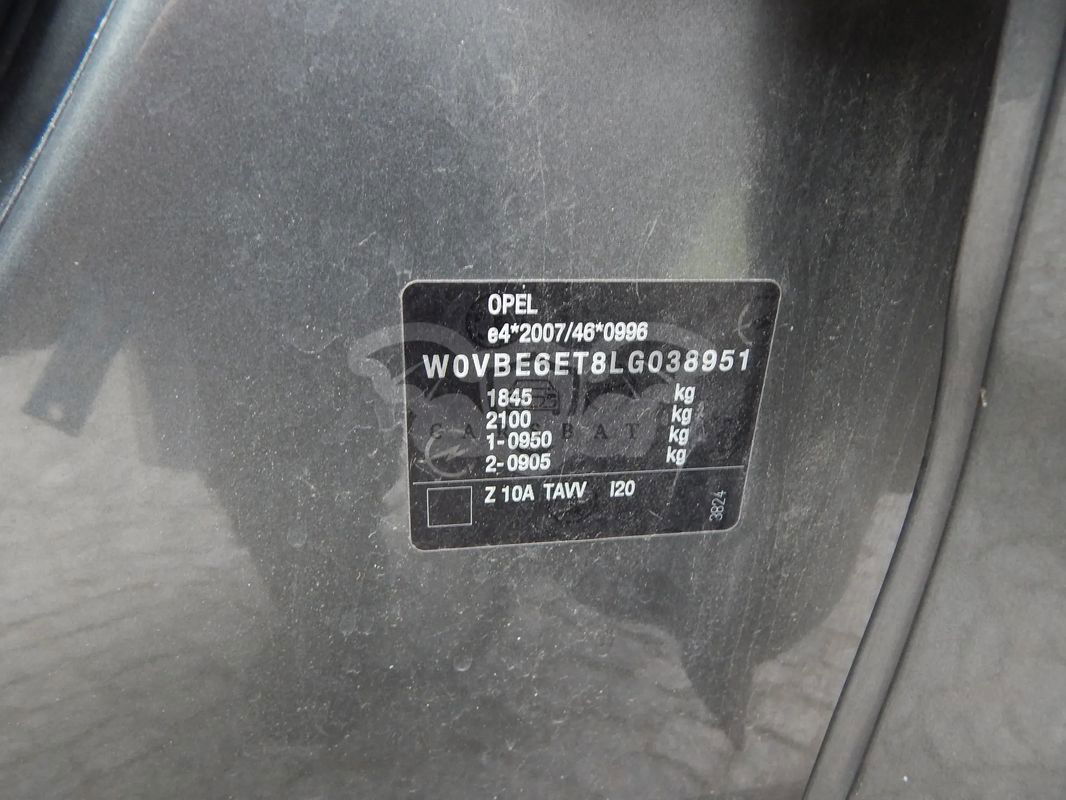 OPEL
e4*2007/46*0996
W0VBE6ET8LG038951
1845 kg
2100 kg
1-0950 kg
2-0905 kg
Z 10A TAVV I20
3824